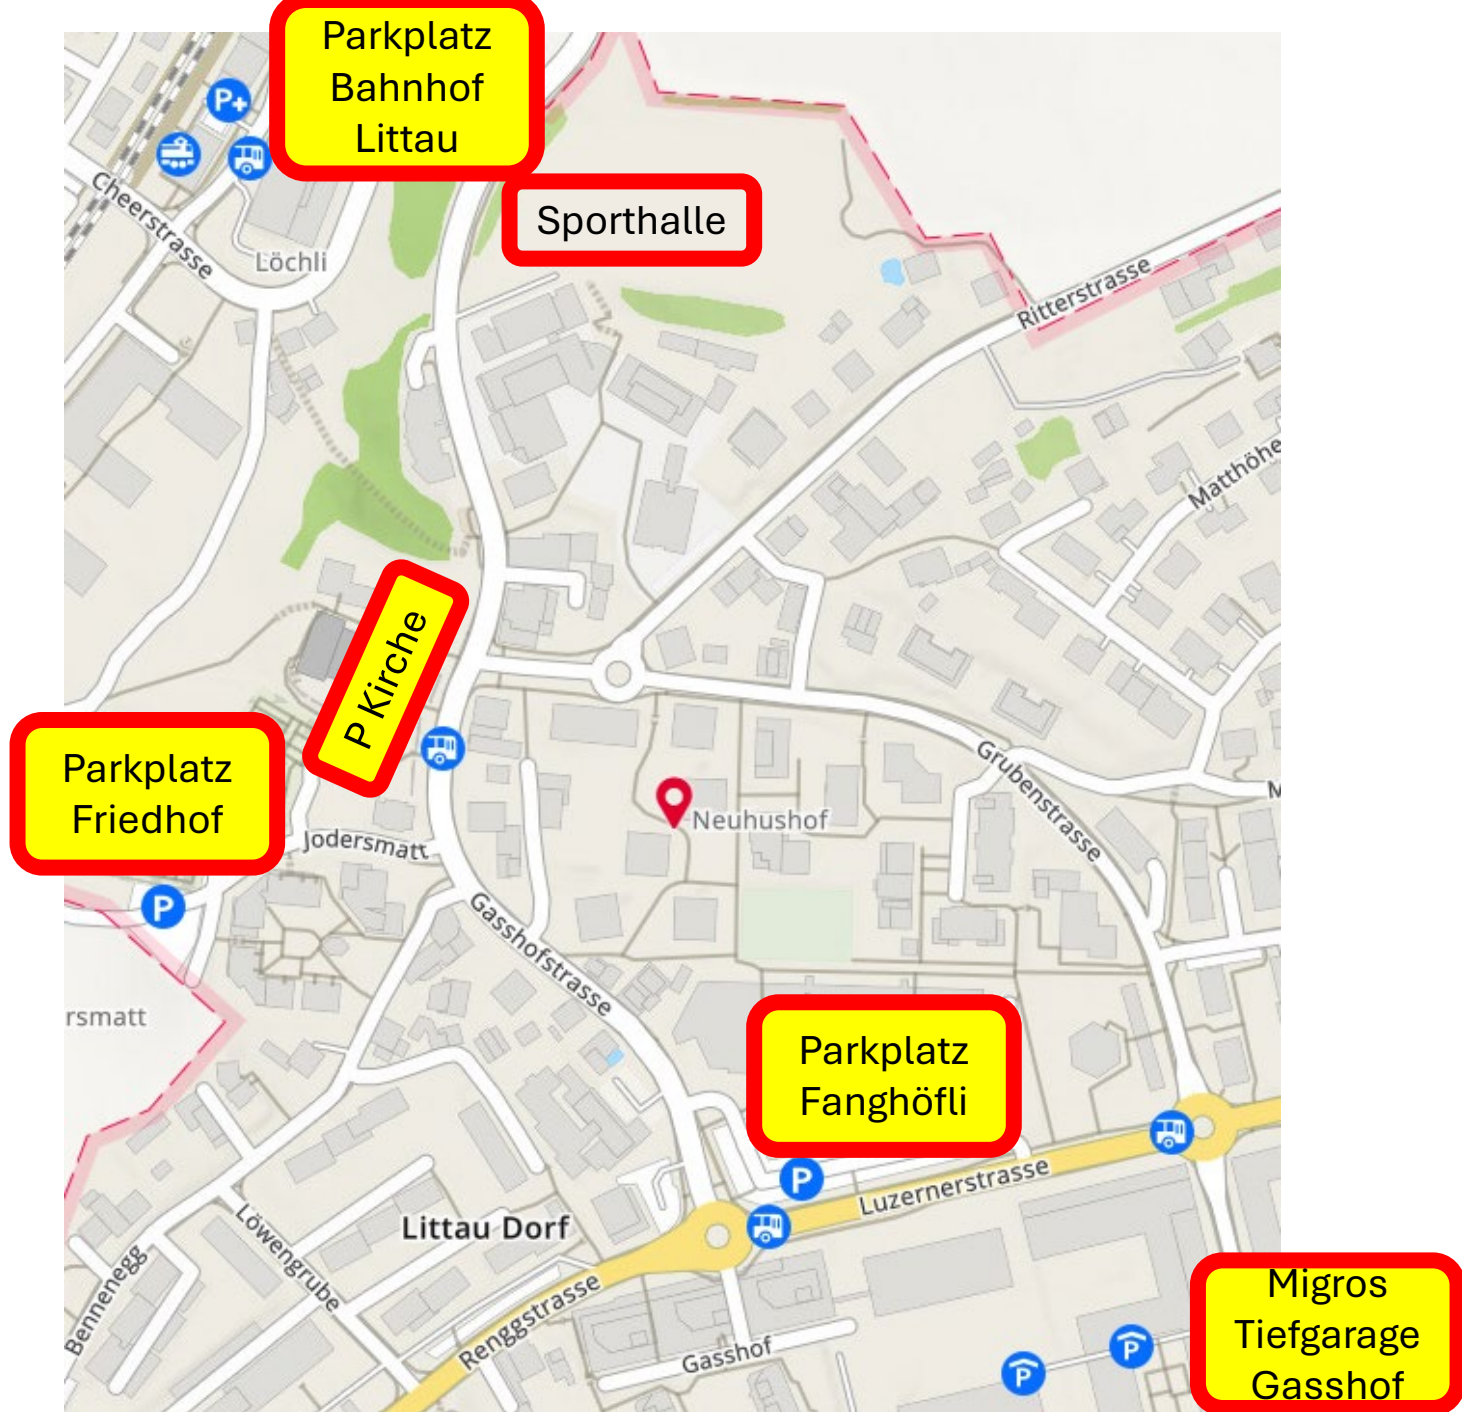 Parkplatz
Bahnhof
Littau
P+
Sporthalle
Cheerstrasse
Löchli
Ritterstrasse
Matthöhe
P Kirche
Parkplatz
Friedhof
Grubenstrasse
M
Neuhushof
Jodersmatt
P
Gasshofstrasse
rsmatt
Parkplatz
Fanghöfli
P
Luzernerstrasse
Littau Dorf
Löwengrube
Bennenegg
Renggstrasse
Gasshof
P
P
Migros
Tiefgarage
Gasshof